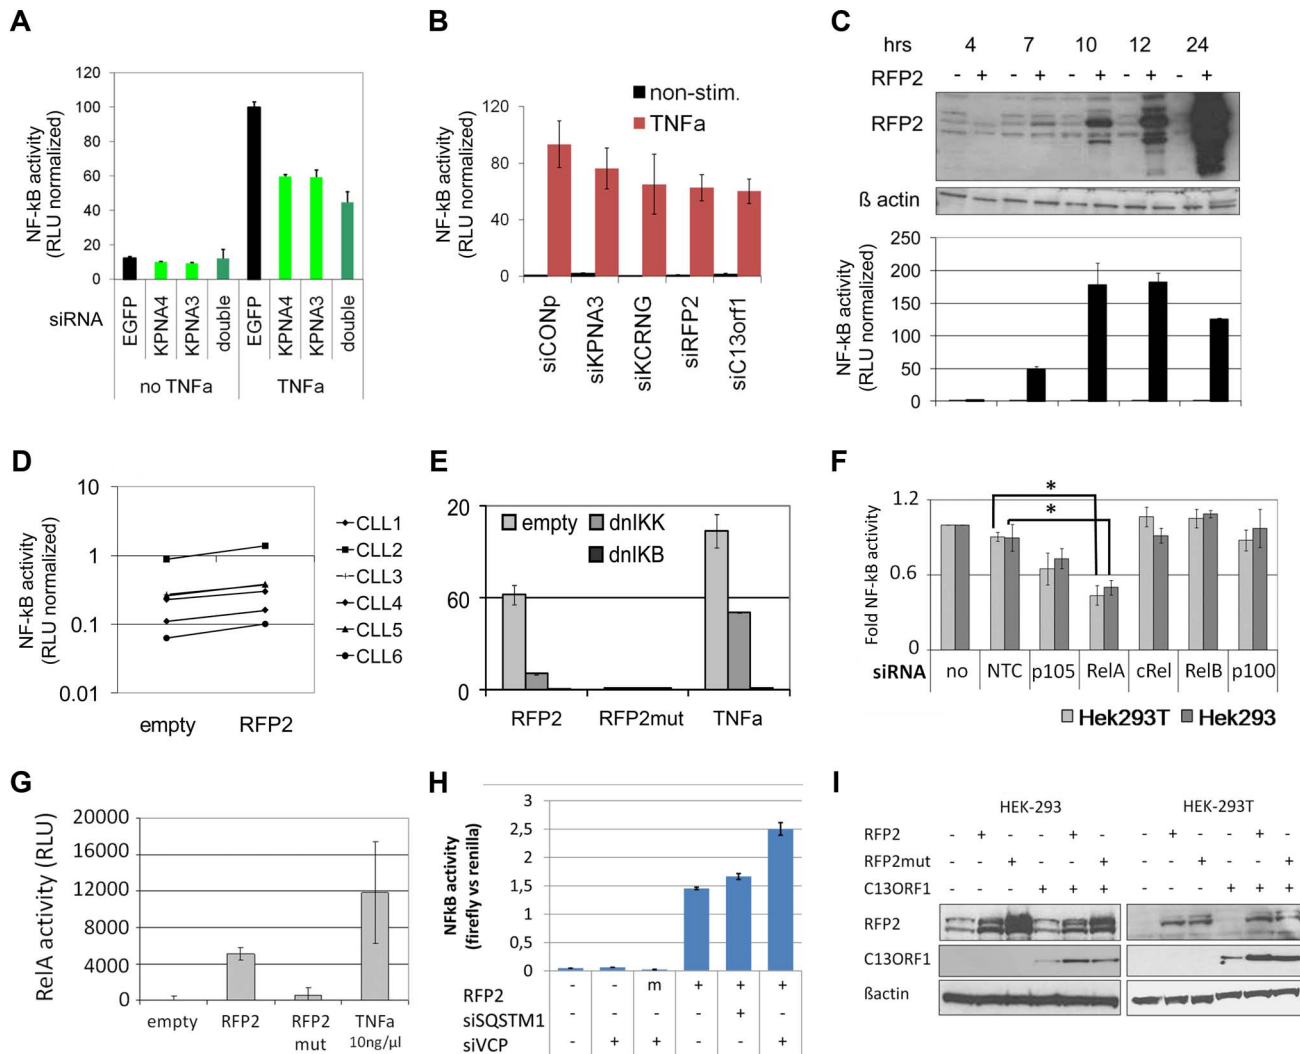 A
NF-kB activity
(RLU normalized)
120
100
80
60
40
20
0
siRNA
EGFP
KPNA4
KPNA3
double
EGFP
KPNA4
KPNA3
double
no TNFa
TNFa
B
NF-kB activity
(RLU normalized)
120
80
40
0
non-stim.
TNFa
siCONp
siKPNA3
siKCRNG
siRFP2
siC13orf1
C
hrs 4 7 10 12 24
RFP2 - + - + - + - + - +
RFP2
ß actin
NF-kB activity
(RLU normalized)
250
200
150
100
50
0
D
NF-kB activity
(RLU normalized)
10
1
0.1
0.01
empty RFP2
CLL1
CLL2
CLL3
CLL4
CLL5
CLL6
E
20
60
0
empty
dnIKK
dnIKB
RFP2 RFP2mut TNFa
F
Fold NF-kB activity
1.2
0.6
0
*
*
siRNA no NTC p105 RelA cRel RelB p100
Hek293T Hek293
G
RelA activity (RLU)
20000
16000
12000
8000
4000
0
empty RFP2 RFP2 mut TNFa 10ng/µl
H
NFkB activity
(firefly vs renilla)
3
2,5
2
1,5
1
0,5
0
RFP2 - - m + + +
siSQSTM1 - - - - + -
siVCP - + + - - +
I
HEK-293 HEK-293T
RFP2 - + - - + - - + - - + -
RFP2mut - - + - - + - - + - - +
C13ORF1 - - - + + + - - - + + +
RFP2
C13ORF1
ßactin